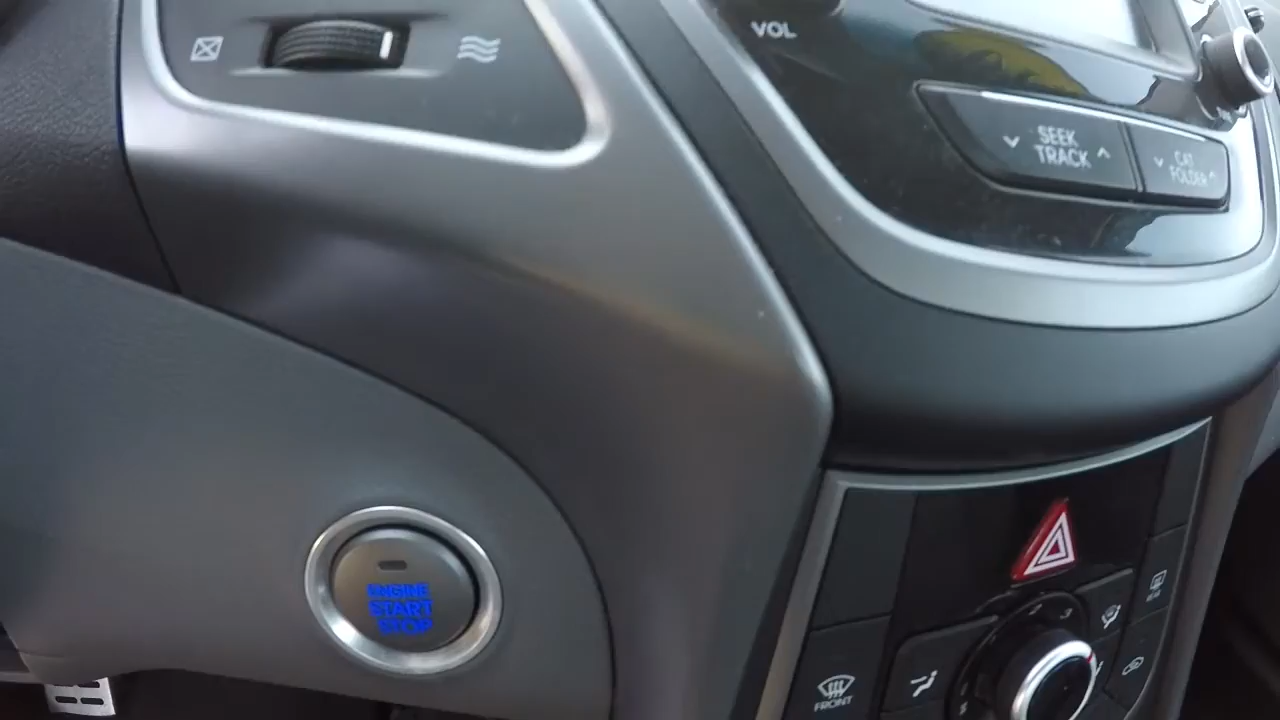 VOL
SEEK
TRACK
CAT
FOLDER
ENGINE
START
STOP
FRONT